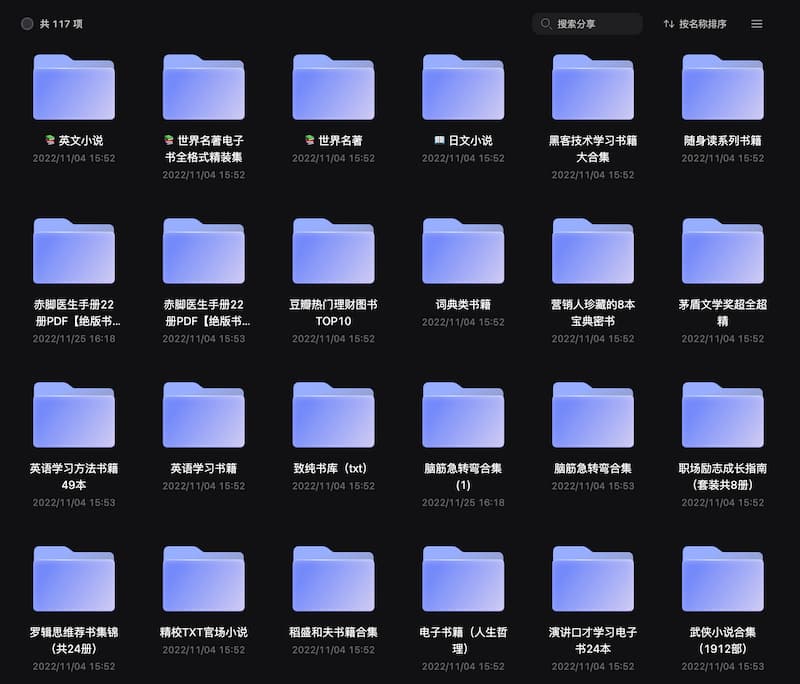 共 117 项
搜索分享
按名称排序
📚 英文小说
2022/11/04 15:52
📚 世界名著电子
书全格式精装集
2022/11/04 15:52
📚 世界名著
2022/11/04 15:52
📖 日文小说
2022/11/04 15:52
黑客技术学习书籍
大合集
2022/11/04 15:52
随身读系列书籍
2022/11/04 15:52
赤脚医生手册22
册PDF【绝版书...
2022/11/25 16:18
赤脚医生手册22
册PDF【绝版书...
2022/11/04 15:53
豆瓣热门理财图书
TOP10
2022/11/04 15:52
词典类书籍
2022/11/04 15:52
营销人珍藏的8本
宝典密书
2022/11/04 15:52
茅盾文学奖超全超
精
2022/11/04 15:52
英语学习方法书籍
49本
2022/11/04 15:53
英语学习书籍
2022/11/04 15:52
致纯书库（txt）
2022/11/04 15:52
脑筋急转弯合集
(1)
2022/11/25 16:18
脑筋急转弯合集
2022/11/04 15:53
职场励志成长指南
（套装共8册）
2022/11/04 15:52
罗辑思维荐书集锦
（共24册）
2022/11/04 15:52
精校TXT官场小说
2022/11/04 15:52
稻盛和夫书籍合集
2022/11/04 15:52
电子书籍（人生哲
理）
2022/11/04 15:52
演讲口才学习电子
书24本
2022/11/04 15:52
武侠小说合集
（1912部）
2022/11/04 15:53